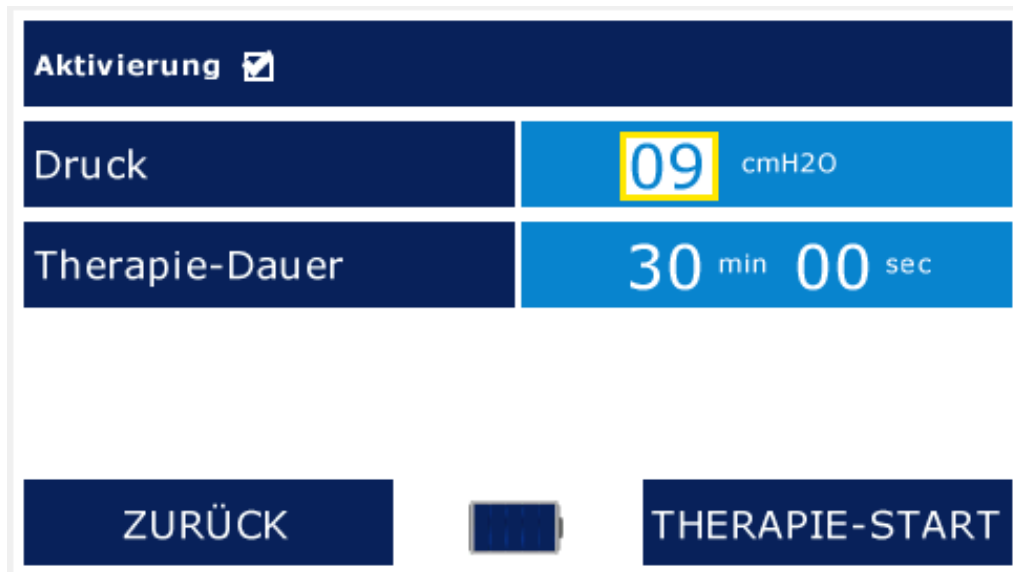 Aktivierung
Druck 09 cmH2O
Therapie-Dauer 30 min 00 sec
ZURÜCK THERAPIE-START